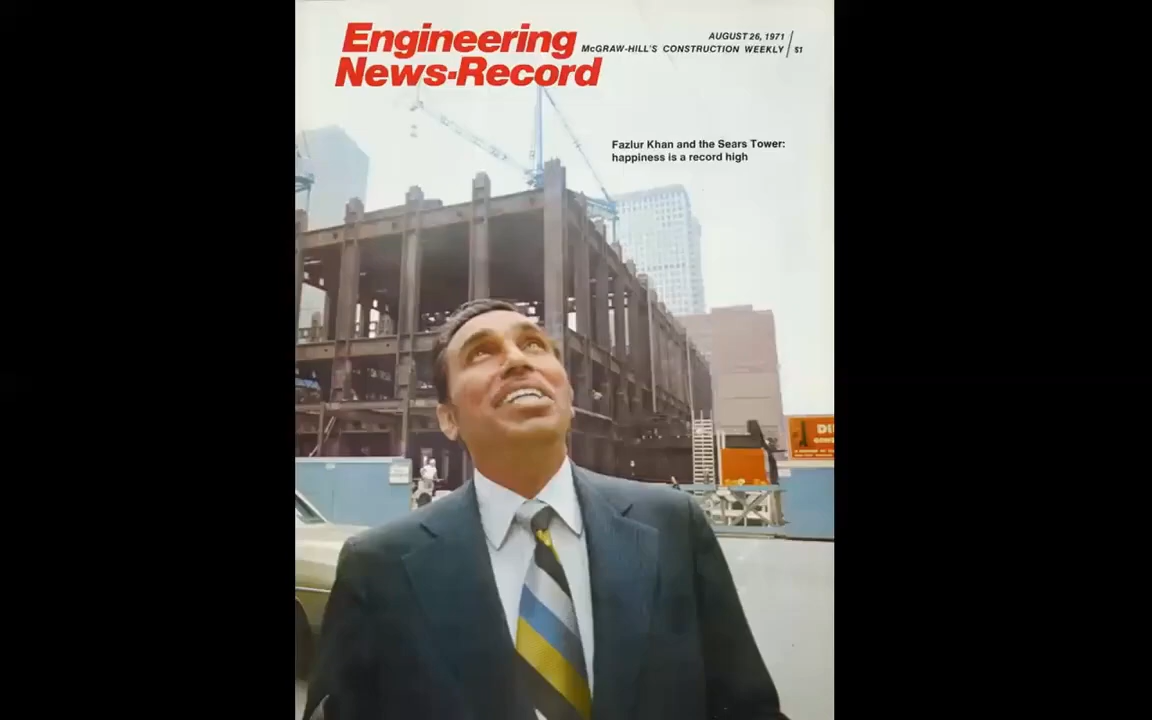 Engineering
News-Record
AUGUST 26, 1971
McGRAW-HILL'S CONSTRUCTION WEEKLY
$1
Fazlur Khan and the Sears Tower:
happiness is a record high